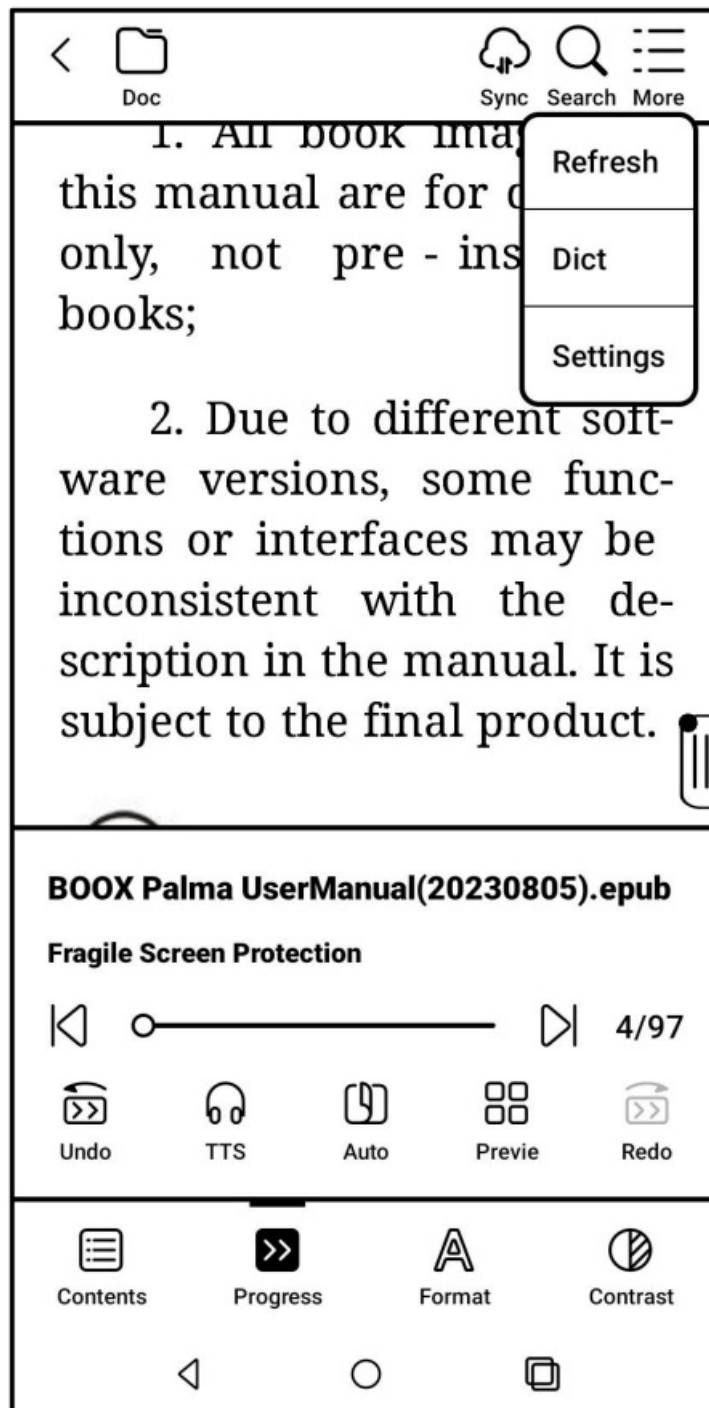 Doc
Sync Search More
Refresh
Dict
Settings
1. All book
this manual are for
only, not pre - ins
books;
2. Due to different soft-
ware versions, some func-
tions or interfaces may be
inconsistent with the de-
scription in the manual. It is
subject to the final product.
BOOX Palma UserManual(20230805).epub
Fragile Screen Protection
4/97
Undo TTS Auto Previe Redo
Contents Progress Format Contrast